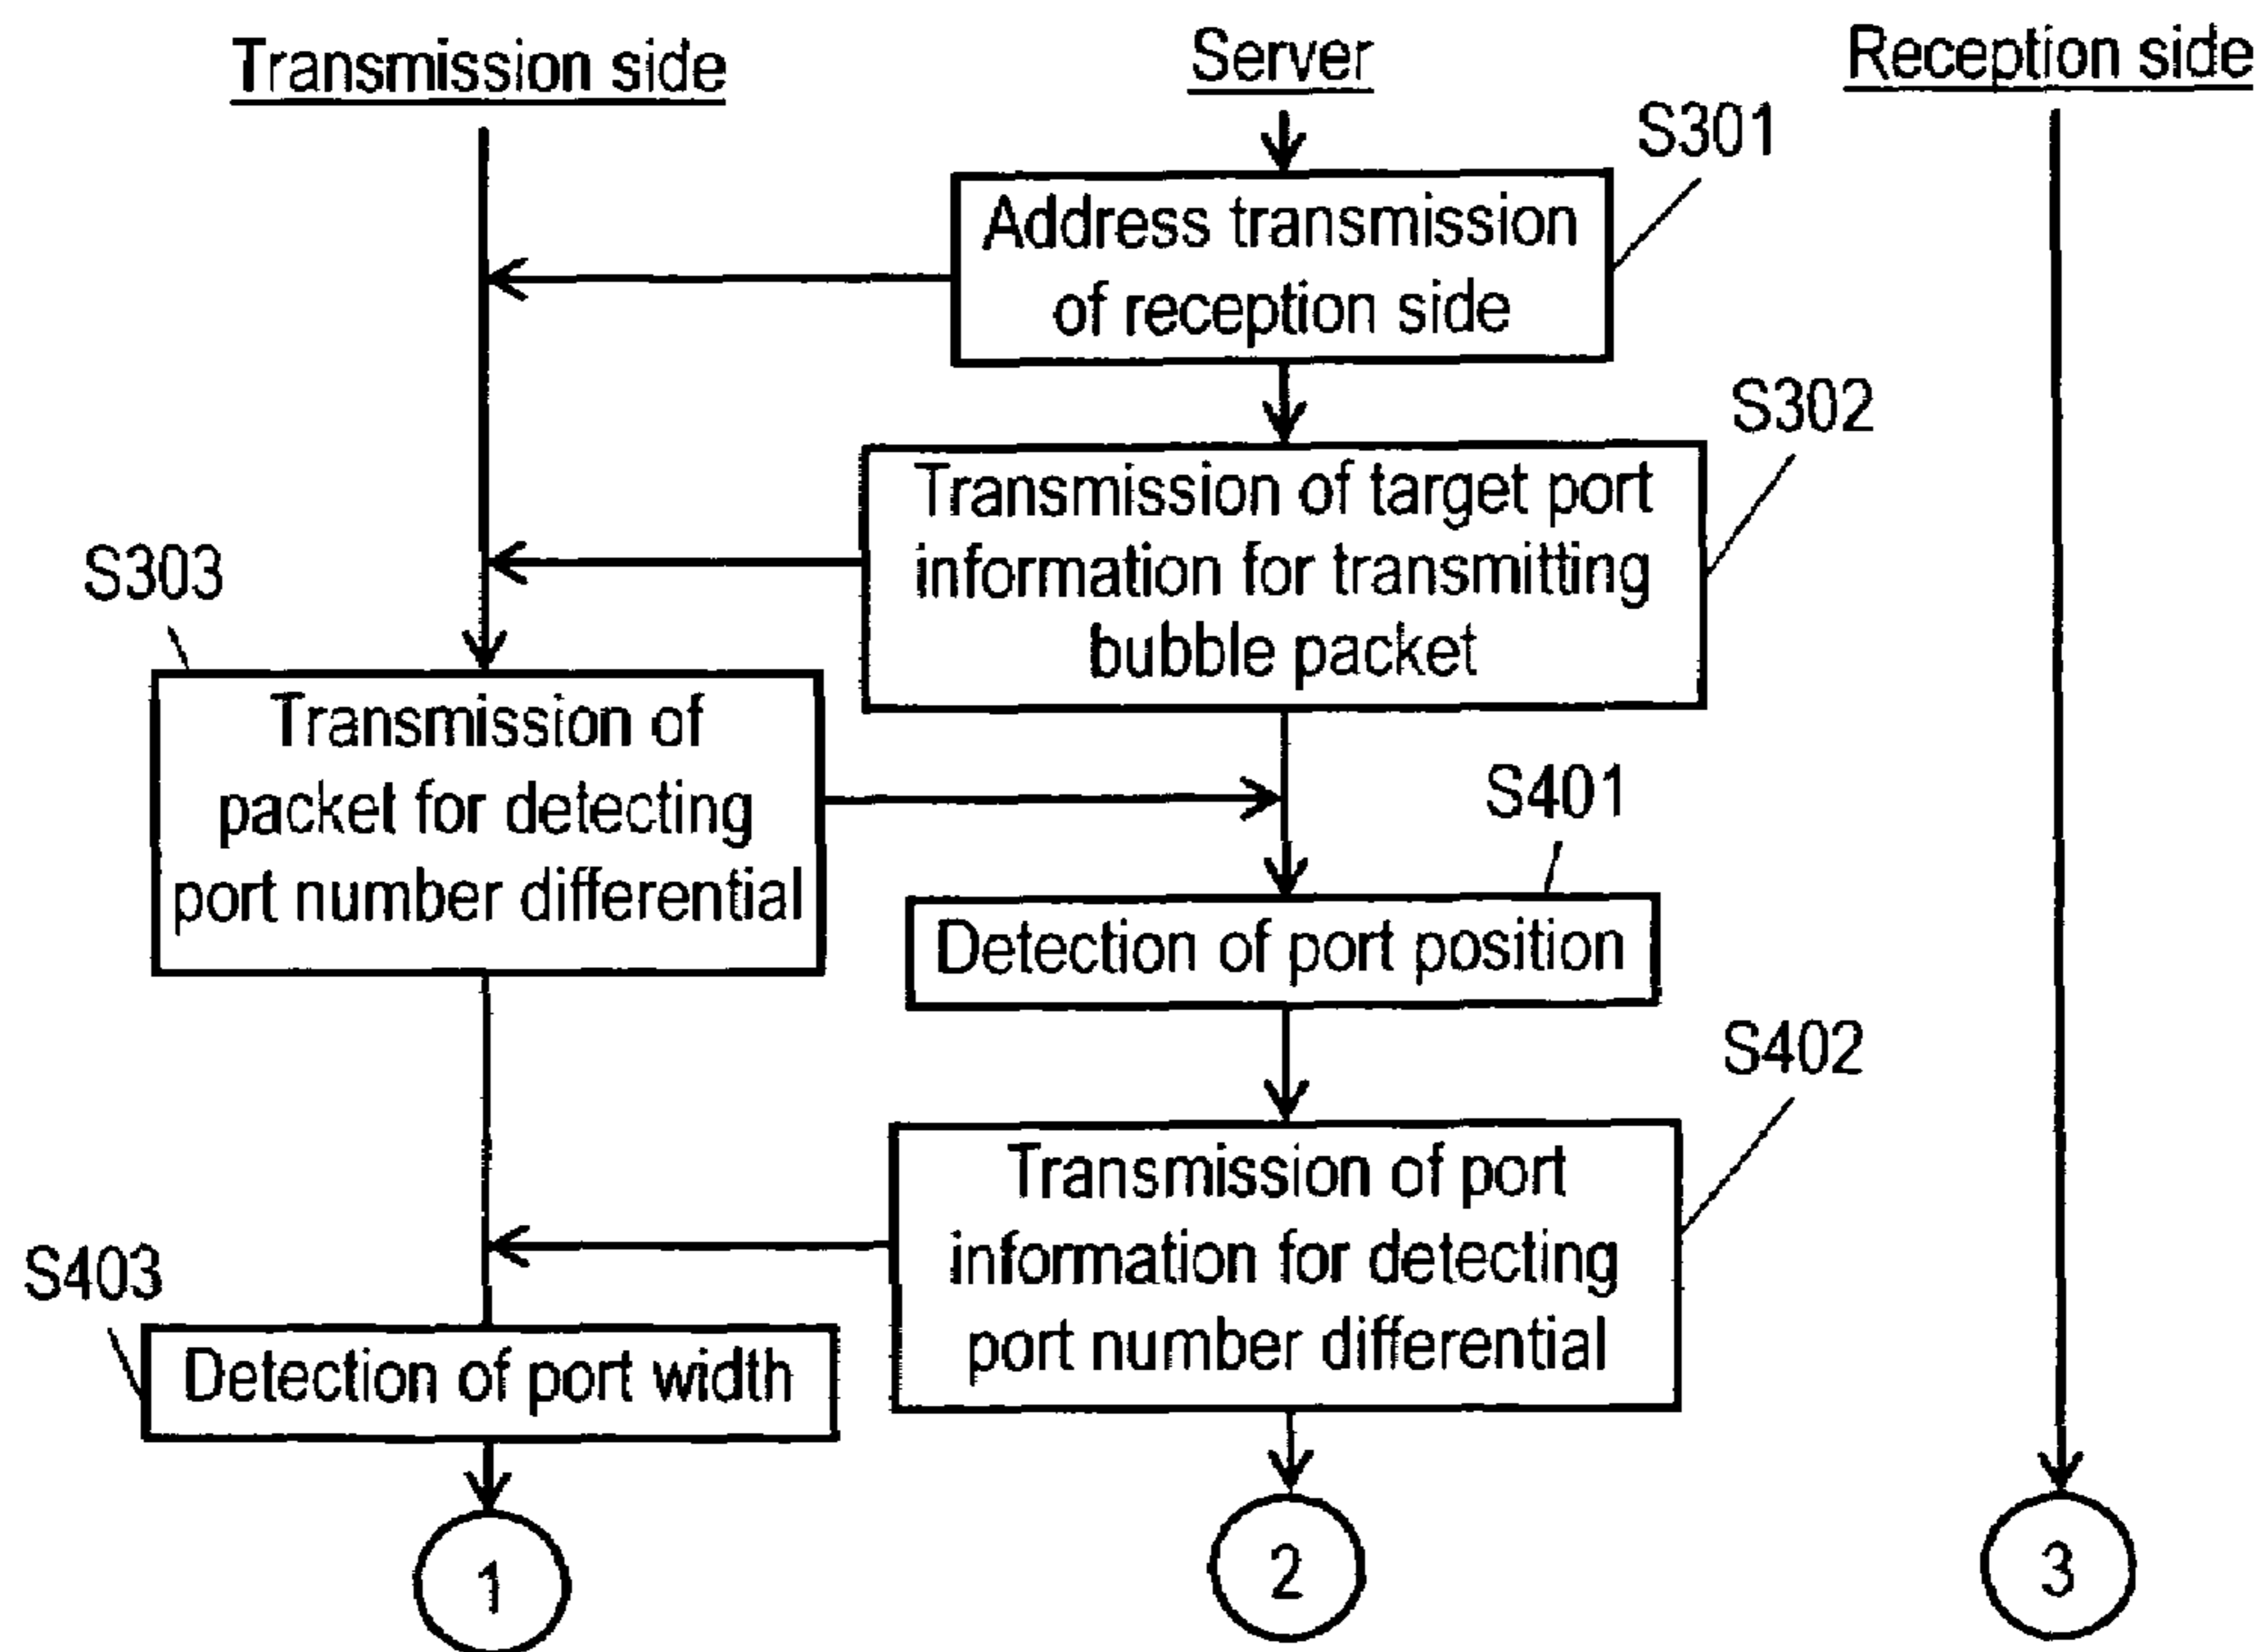 Transmission side
Server
Reception side
S301
Address transmission
of reception side
S302
Transmission of target port
information for transmitting
bubble packet
S303
Transmission of
packet for detecting
port number differential
S401
Detection of port position
S402
Transmission of port
information for detecting
port number differential
S403
Detection of port width
1
2
3